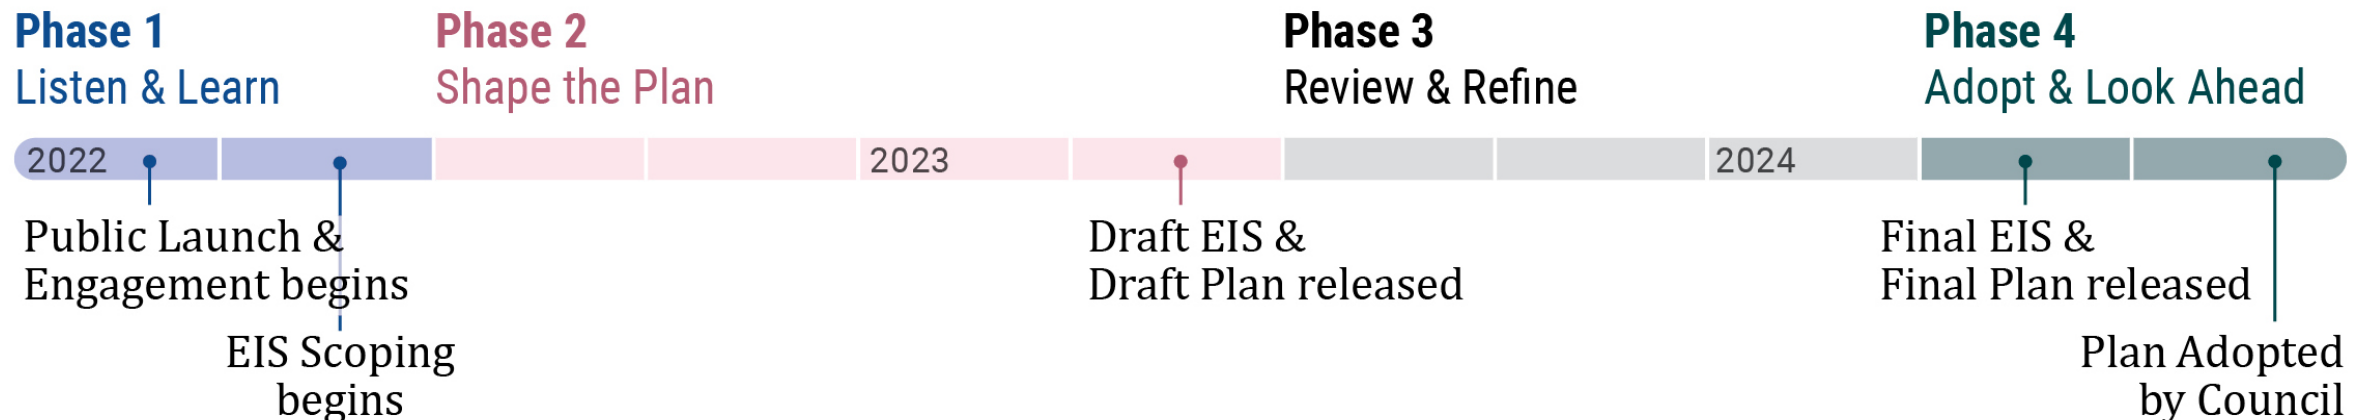 Phase 1
Listen & Learn
Phase 2
Shape the Plan
Phase 3
Review & Refine
Phase 4
Adopt & Look Ahead
2022
2023
2024
Public Launch &
Engagement begins
EIS Scoping
begins
Draft EIS &
Draft Plan released
Final EIS &
Final Plan released
Plan Adopted
by Council